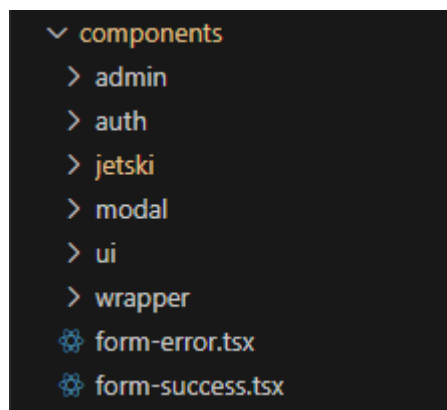 components
admin
auth
jetski
modal
ui
wrapper
form-error.tsx
form-success.tsx